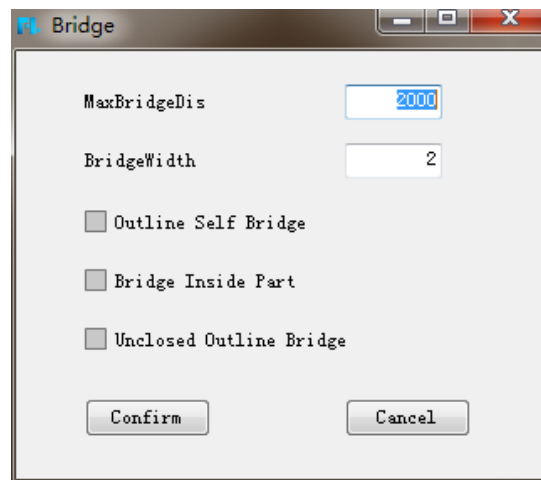 Bridge
MaxBridgeDis 2000
BridgeWidth 2
Outline Self Bridge
Bridge Inside Part
Unclosed Outline Bridge
Confirm Cancel